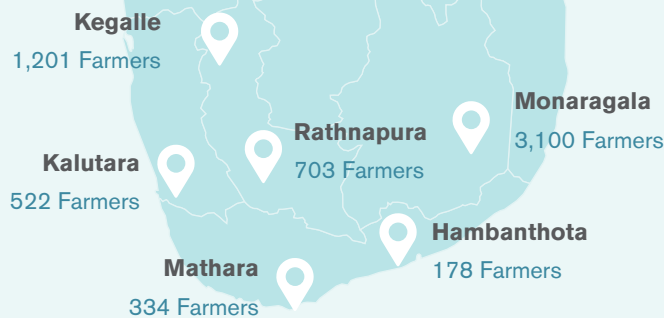 Kegalle
1,201 Farmers
Monaragala
3,100 Farmers
Rathnapura
703 Farmers
Kalutara
522 Farmers
Hambanthota
178 Farmers
Mathara
334 Farmers